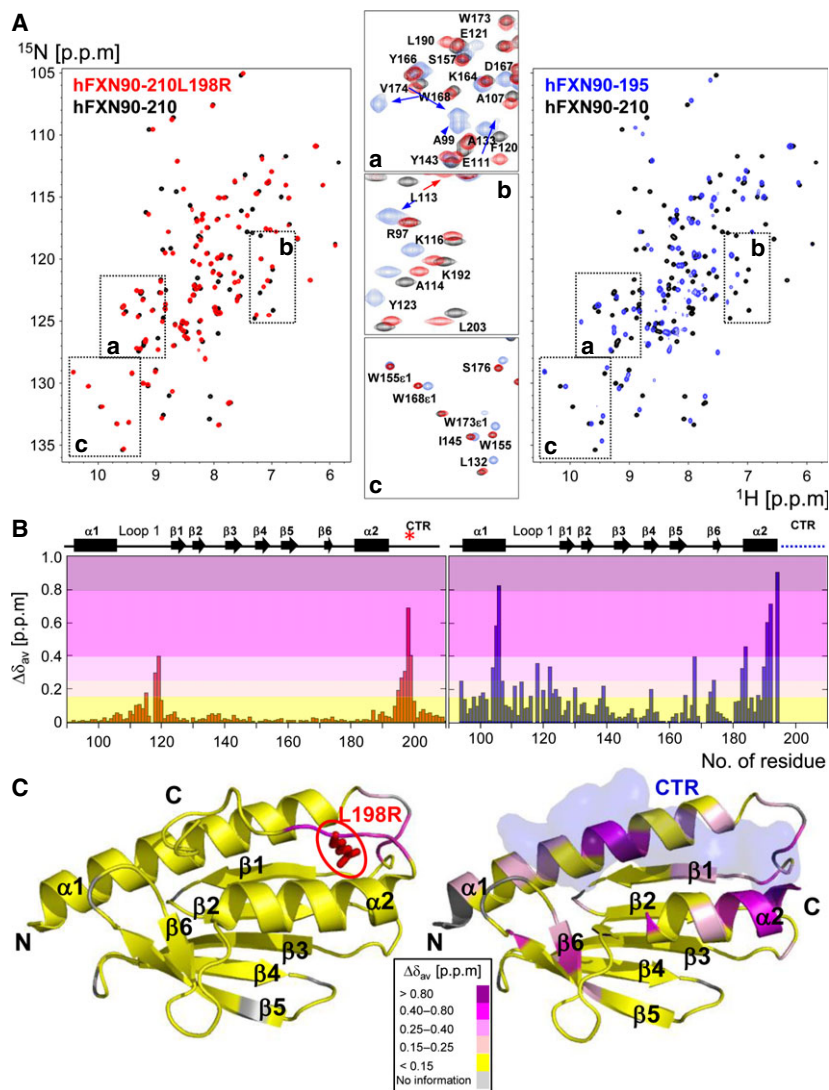 A
15N [p.p.m]
hFXN90-210L198R
hFXN90-210
105
110
115
120
125
130
135
10 9 8 7 6
a
b
c
W173
E121
L190
S157
D167
Y166
K164
V174
W168
A107
A99
A133
F120
Y143
E111
a
b
L113
R97
K116
K192
A114
Y123
L203
W155ε1
S176
W168ε1
W173ε1
I145
W155
L132
c
hFXN90-195
hFXN90-210
a
b
c
10 9 8 7 6
1H [p.p.m]
B
α1 Loop 1 β1 β2 β3 β4 β5 β6 α2 CTR
*
α1 Loop 1 β1 β2 β3 β4 β5 β6 α2 CTR
Δδav [p.p.m]
1.0
0.8
0.6
0.4
0.2
0
100 120 140 160 180 200
100 120 140 160 180 200
No. of residue
C
C
L198R
α1
N
β1
β2
α2
β6
β3
β4
β5
CTR
α1
N
β1
β2
α2
C
β6
β3
β4
β5
Δδav [p.p.m]
> 0.80
0.40–0.80
0.25–0.40
0.15–0.25
< 0.15
No information